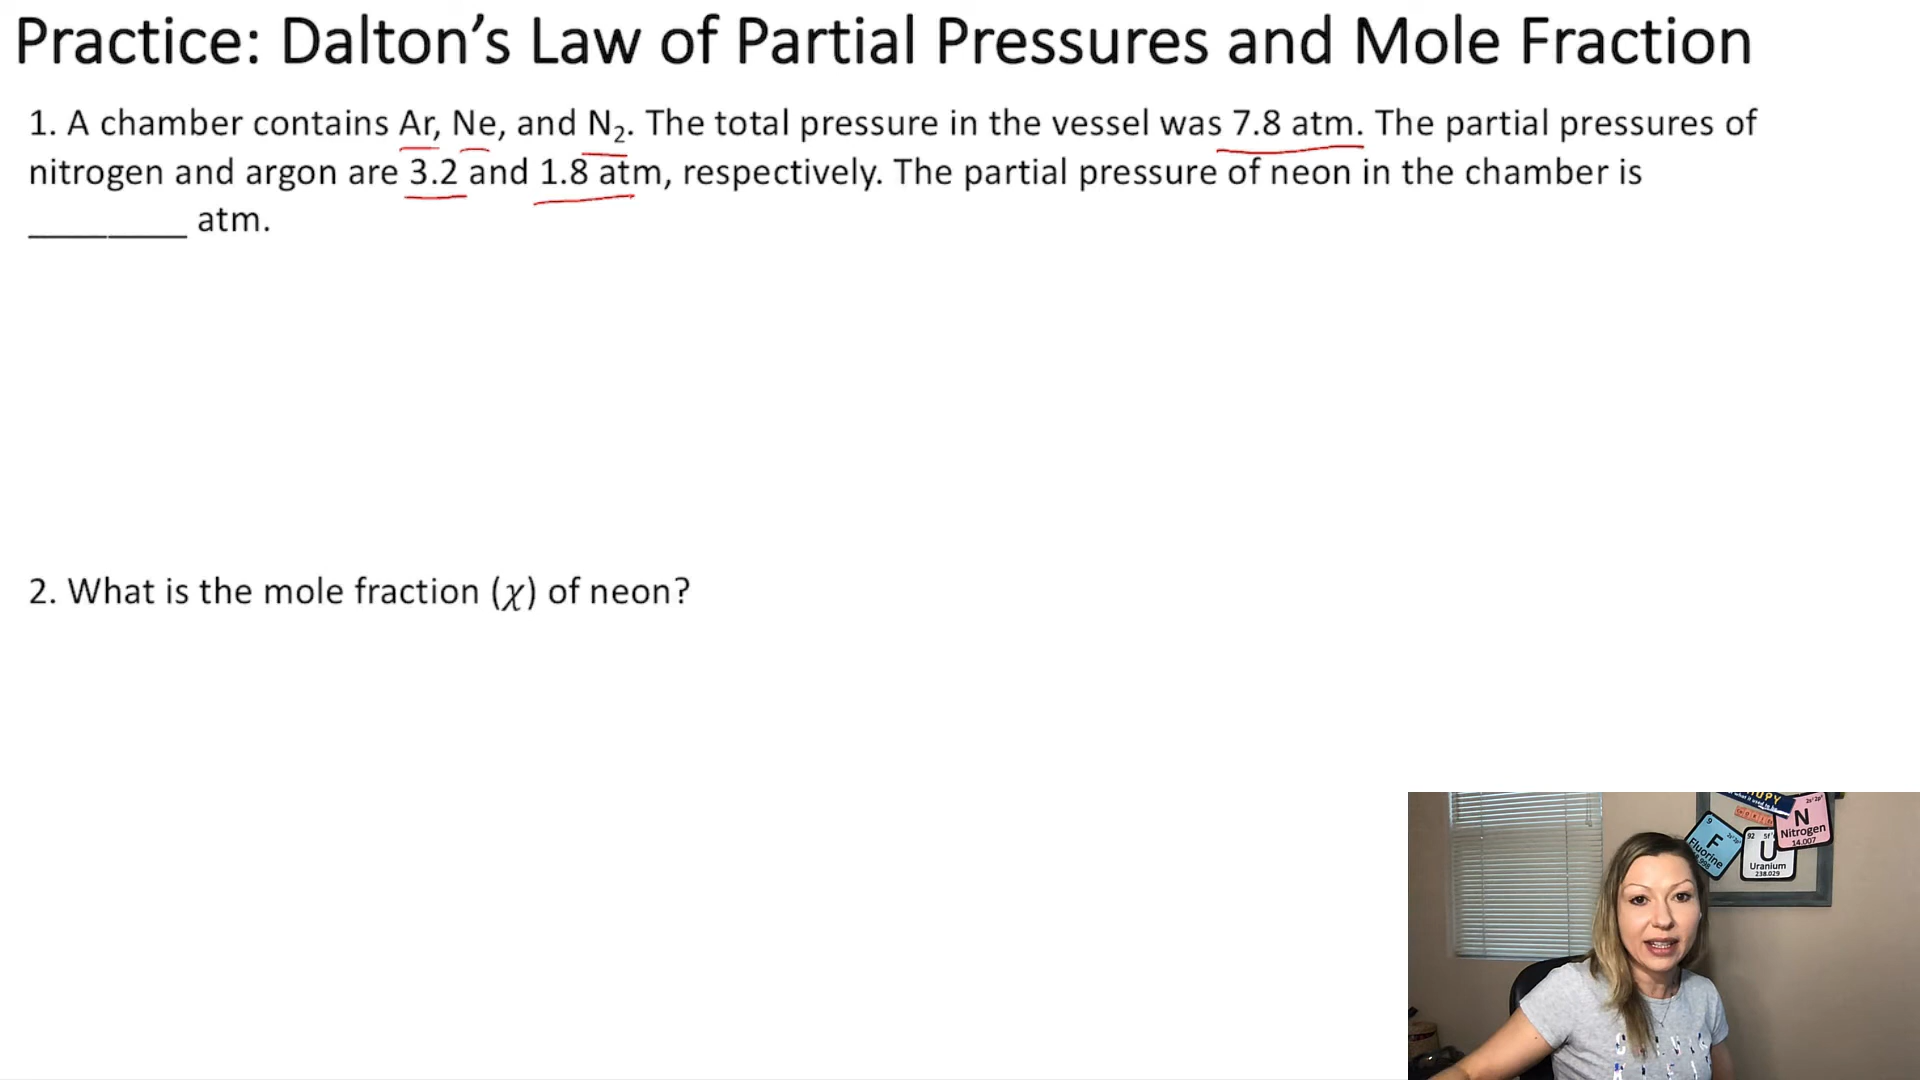 Practice: Dalton’s Law of Partial Pressures and Mole Fraction
1. A chamber contains Ar, Ne, and N₂. The total pressure in the vessel was 7.8 atm. The partial pressures of
nitrogen and argon are 3.2 and 1.8 atm, respectively. The partial pressure of neon in the chamber is
________ atm.
2. What is the mole fraction (χ) of neon?
9
F
Fluorine
92
U
Uranium
238.029
N
Nitrogen
14.007